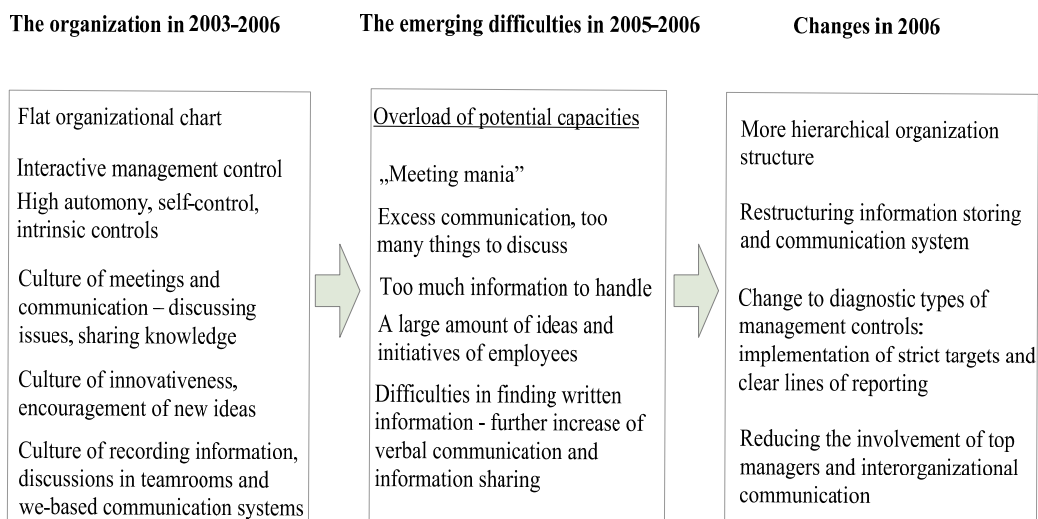 The organization in 2003-2006
The emerging difficulties in 2005-2006
Changes in 2006
Flat organizational chart
Interactive management control
High automony, self-control,
intrinsic controls
Culture of meetings and
communication – discussing
issues, sharing knowledge
Culture of innovativeness,
encouragement of new ideas
Culture of recording information,
discussions in teamrooms and
we-based communication systems
Overload of potential capacities
„Meeting mania”
Excess communication, too
many things to discuss
Too much information to handle
A large amount of ideas and
initiatives of employees
Difficulties in finding written
information - further increase of
verbal communication and
information sharing
More hierarchical organization
structure
Restructuring information storing
and communication system
Change to diagnostic types of
management controls:
implementation of strict targets and
clear lines of reporting
Reducing the involvement of top
managers and interorganizational
communication